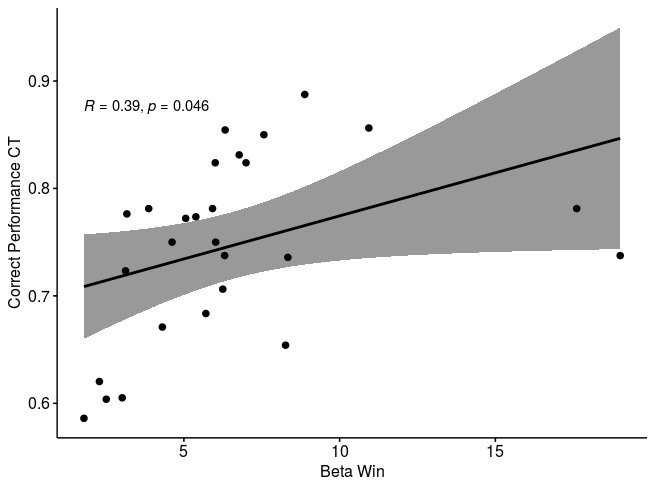 R = 0.39, p = 0.046
Correct Performance CT
0.9
0.8
0.7
0.6
5 10 15
Beta Win